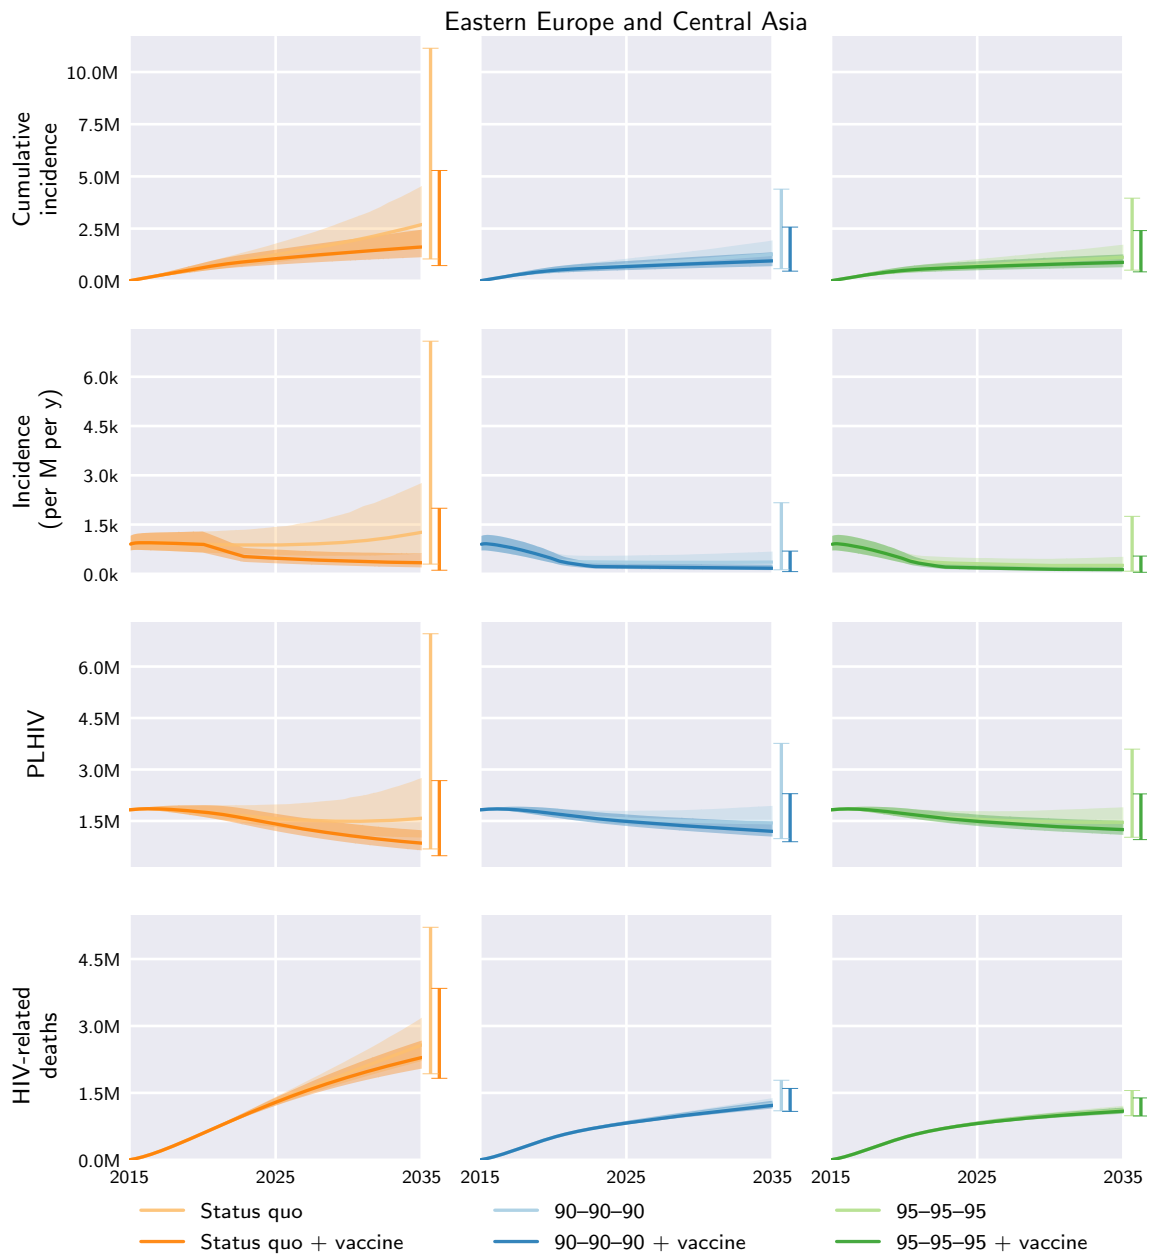 Eastern Europe and Central Asia
Cumulative
incidence
10.0M
7.5M
5.0M
2.5M
0.0M
Incidence
(per M per y)
6.0k
4.5k
3.0k
1.5k
0.0k
PLHIV
6.0M
4.5M
3.0M
1.5M
HIV-related
deaths
4.5M
3.0M
1.5M
0.0M
2015 2025 2035 2015 2025 2035 2015 2025 2035
Status quo 90–90–90 95–95–95
Status quo + vaccine 90–90–90 + vaccine 95–95–95 + vaccine